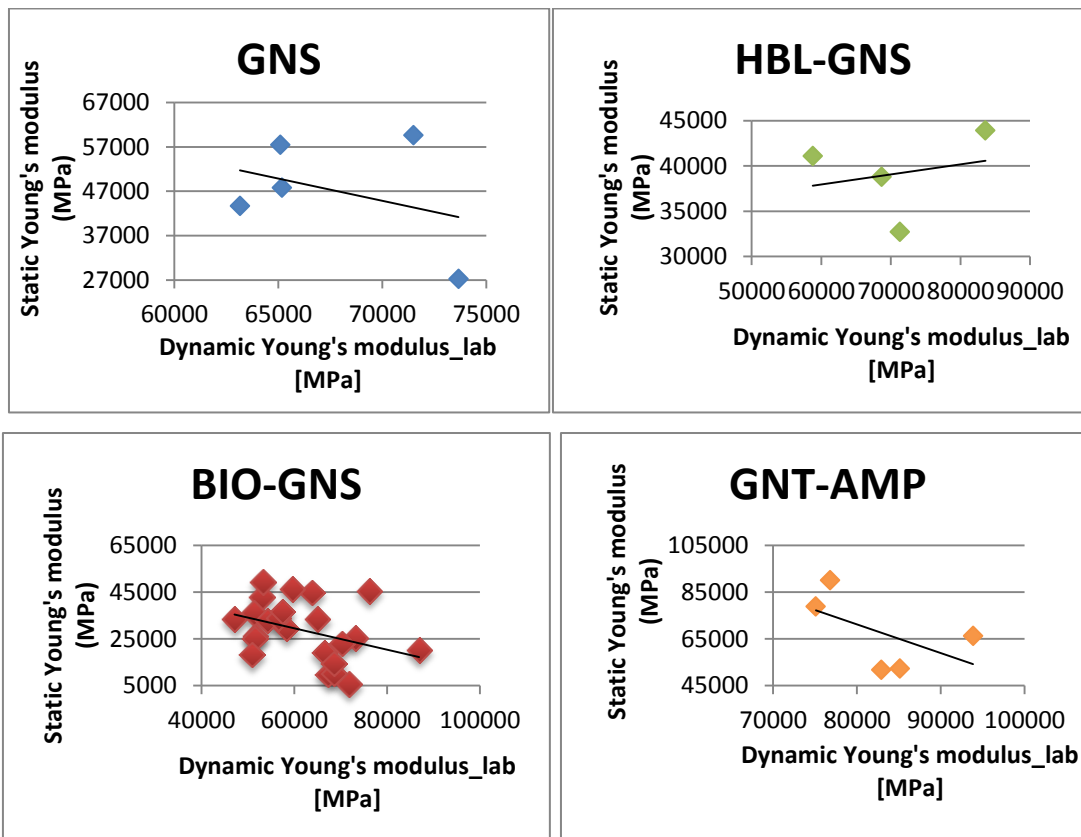 GNS
Static Young's modulus
(MPa)
67000
57000
47000
37000
27000
60000 65000 70000 75000
Dynamic Young's modulus_lab
[MPa]
HBL-GNS
Static Young's modulus
(MPa)
45000
40000
35000
30000
50000 60000 70000 80000 90000
Dynamic Young's modulus_lab
[MPa]
BIO-GNS
Static Young's modulus
(MPa)
65000
45000
25000
5000
40000 60000 80000 100000
Dynamic Young's modulus_lab
[MPa]
GNT-AMP
Static Young's modulus
(MPa)
105000
85000
65000
45000
70000 80000 90000 100000
Dynamic Young's modulus_lab
[MPa]